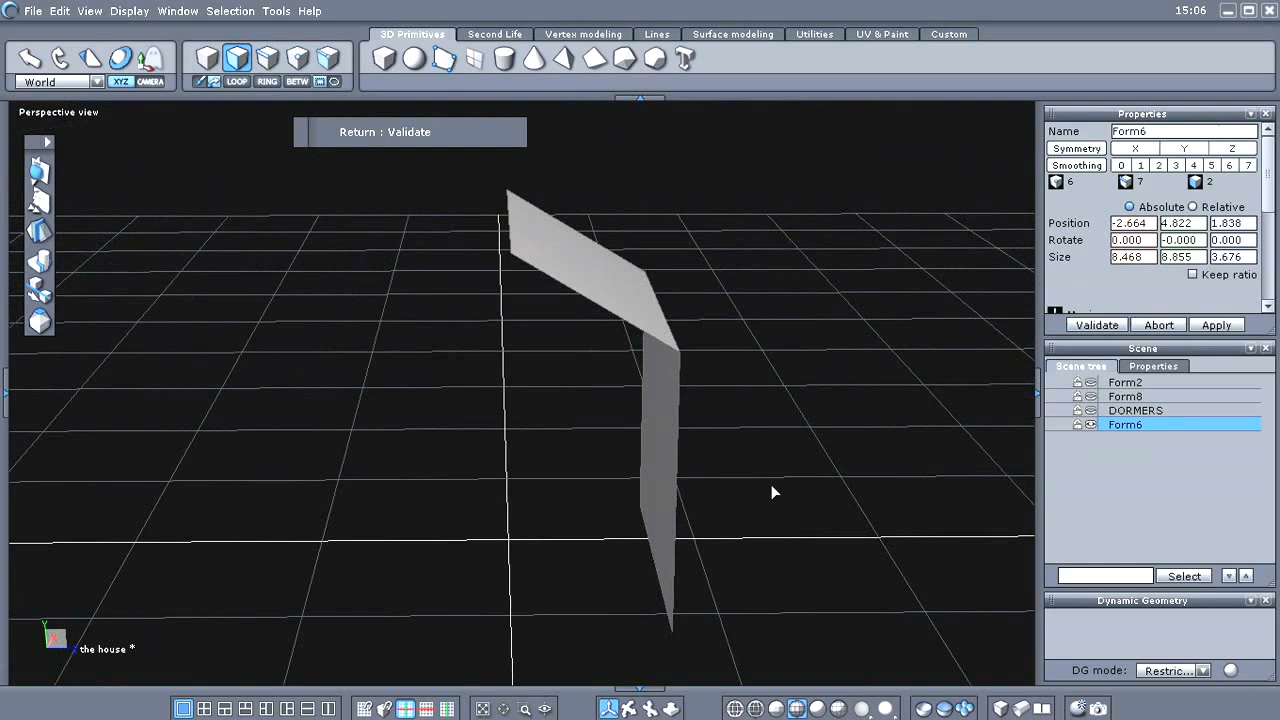 File Edit View Display Window Selection Tools Help 15:06
3D Primitives Second Life Vertex modeling Lines Surface modeling Utilities UV & Paint Custom
World XYZ CAMERA LOOP RING BETW
Perspective view
Return : Validate
Properties
Name Form6
Symmetry X Y Z
Smoothing 0 1 2 3 4 5 6 7
6 7 2
Absolute Relative
Position -2.664 4.822 1.838
Rotate 0.000 -0.000 0.000
Size 8.468 8.855 3.676
Keep ratio
Validate Abort Apply
Scene
Scene tree Properties
Form2
Form8
DORMERS
Form6
Select
Dynamic Geometry
DG mode: Restric...
Y
the house *